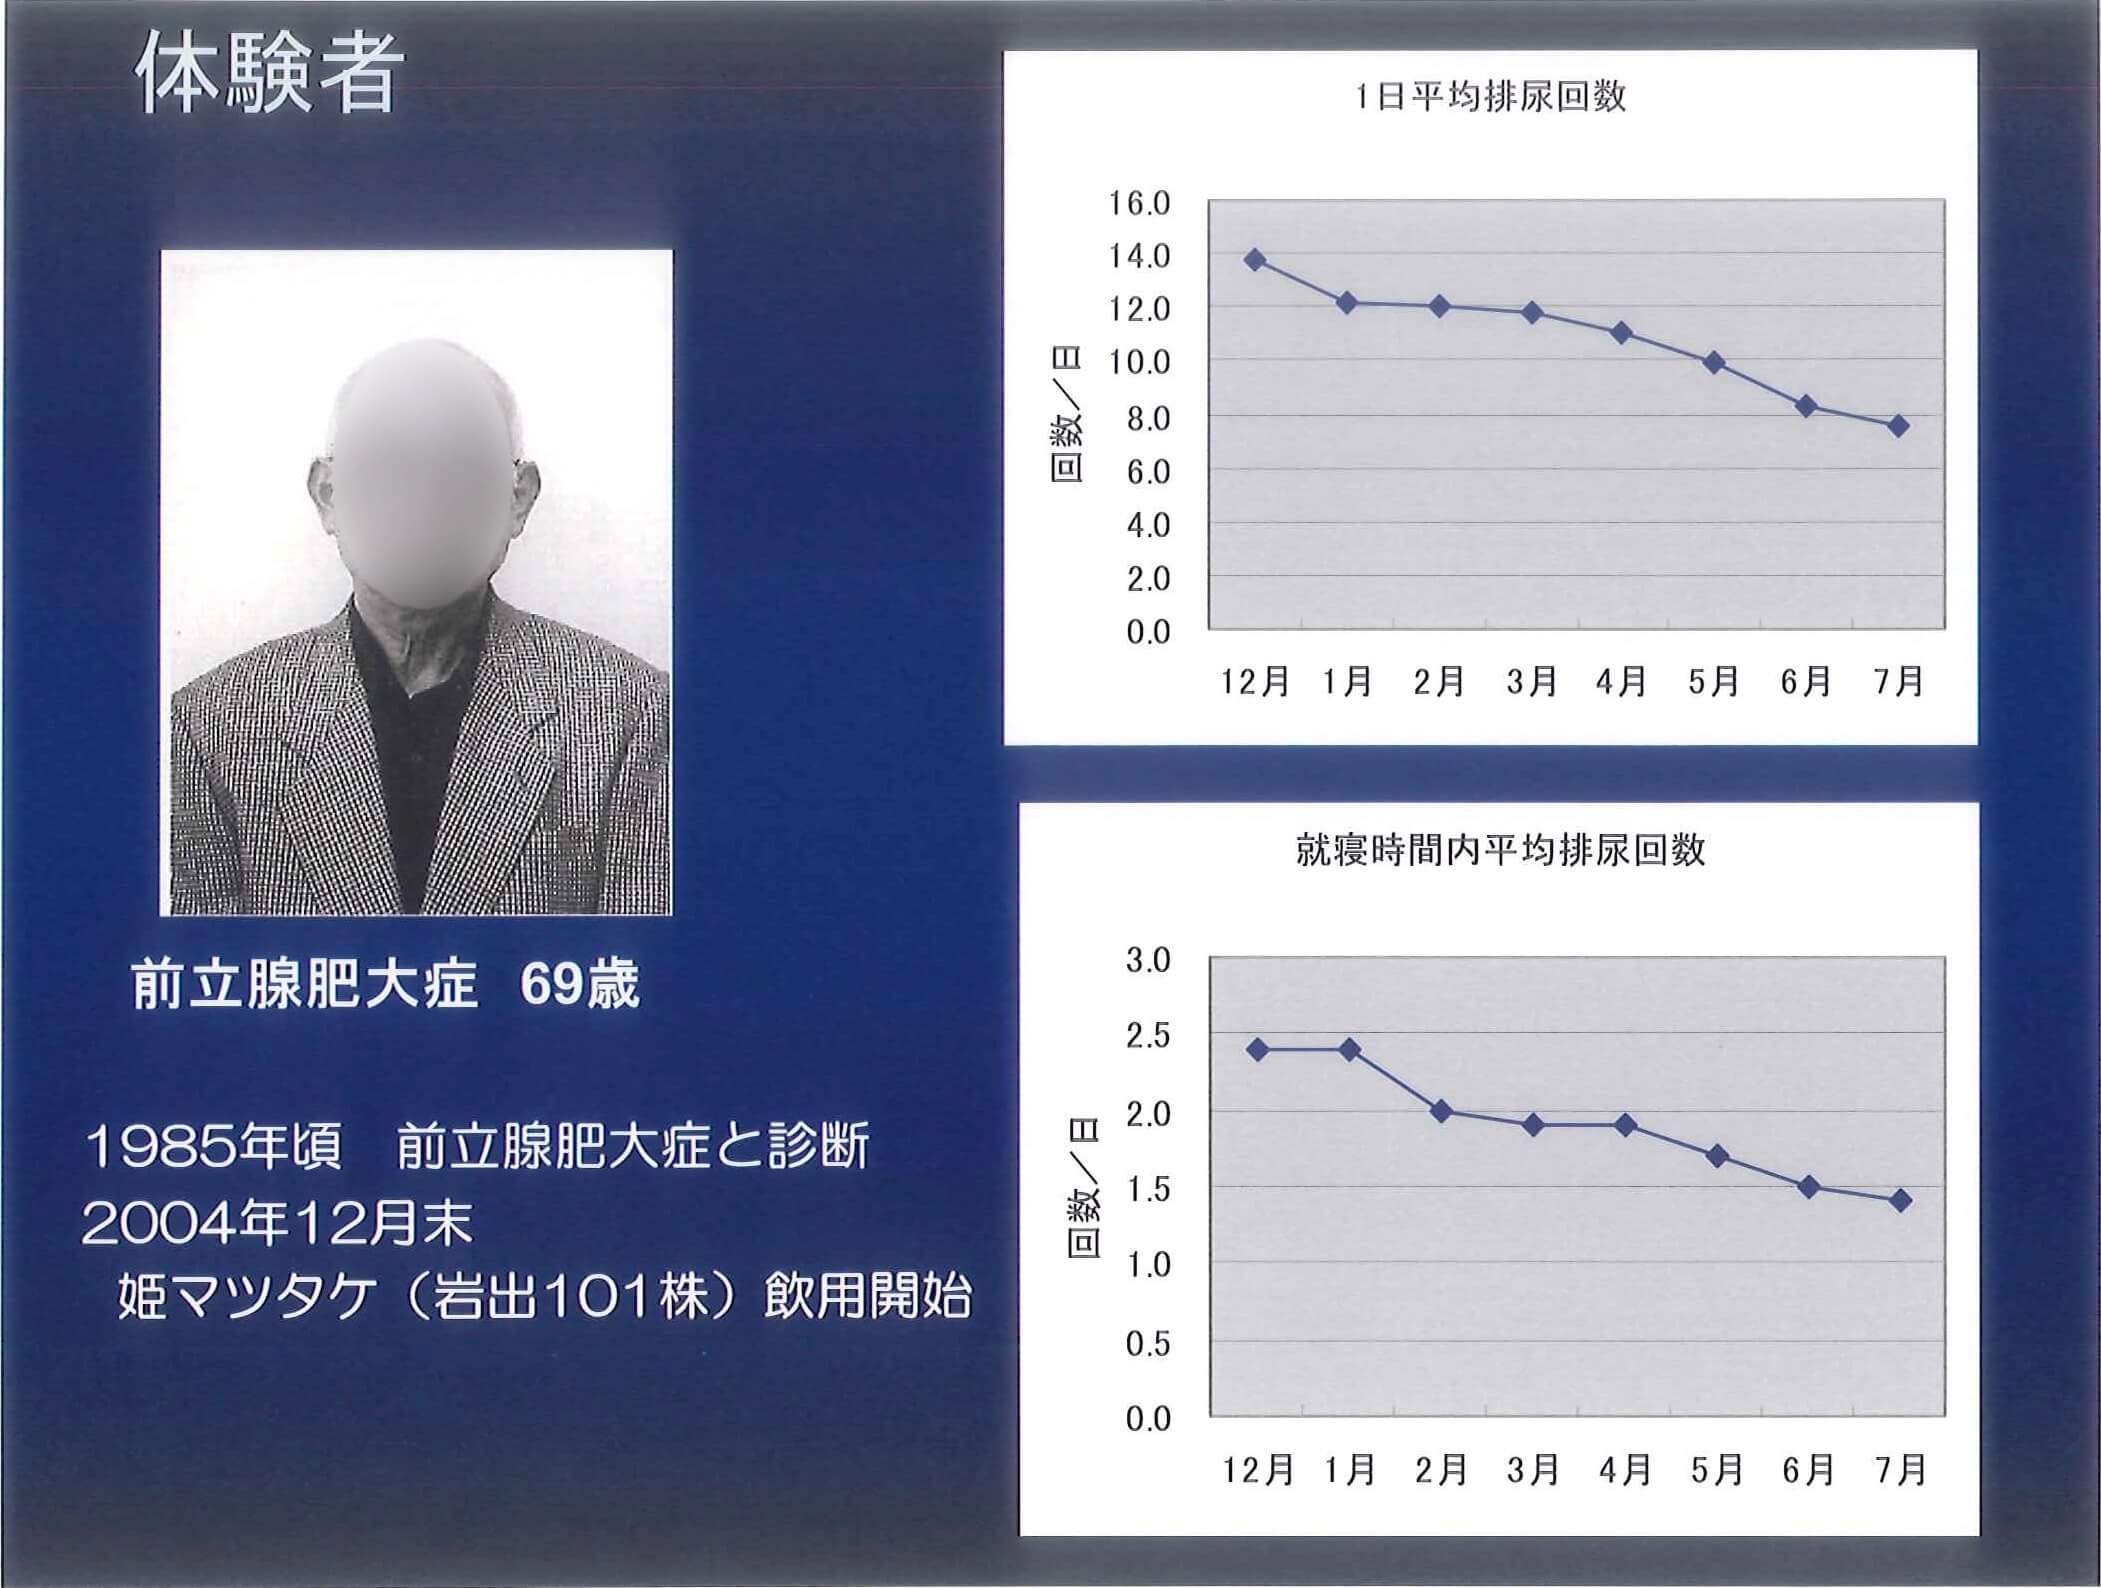 体験者
前立腺肥大症 69歳
1985年頃 前立腺肥大症と診断
2004年12月末
姫マツタケ（岩出101株）飲用開始
1日平均排尿回数
回数／日
16.0
14.0
12.0
10.0
8.0
6.0
4.0
2.0
0.0
12月 1月 2月 3月 4月 5月 6月 7月
就寝時間内平均排尿回数
回数／日
3.0
2.5
2.0
1.5
1.0
0.5
0.0
12月 1月 2月 3月 4月 5月 6月 7月